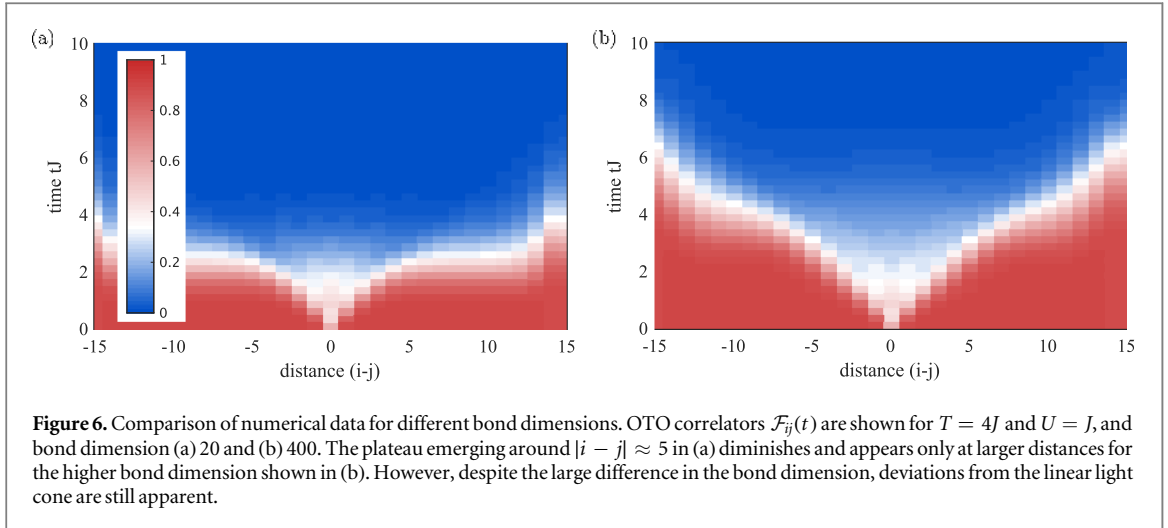 (a)
10
8
6
4
2
0
time tJ
1
0.8
0.6
0.4
0.2
0
-15 -10 -5 0 5 10 15
distance (i-j)
(b)
10
8
6
4
2
0
time tJ
-15 -10 -5 0 5 10 15
distance (i-j)
Figure 6. Comparison of numerical data for different bond dimensions. OTO correlators 𝓕ij(t) are shown for T = 4J and U = J, and
bond dimension (a) 20 and (b) 400. The plateau emerging around |i − j| ≈ 5 in (a) diminishes and appears only at larger distances for
the higher bond dimension shown in (b). However, despite the large difference in the bond dimension, deviations from the linear light
cone are still apparent.